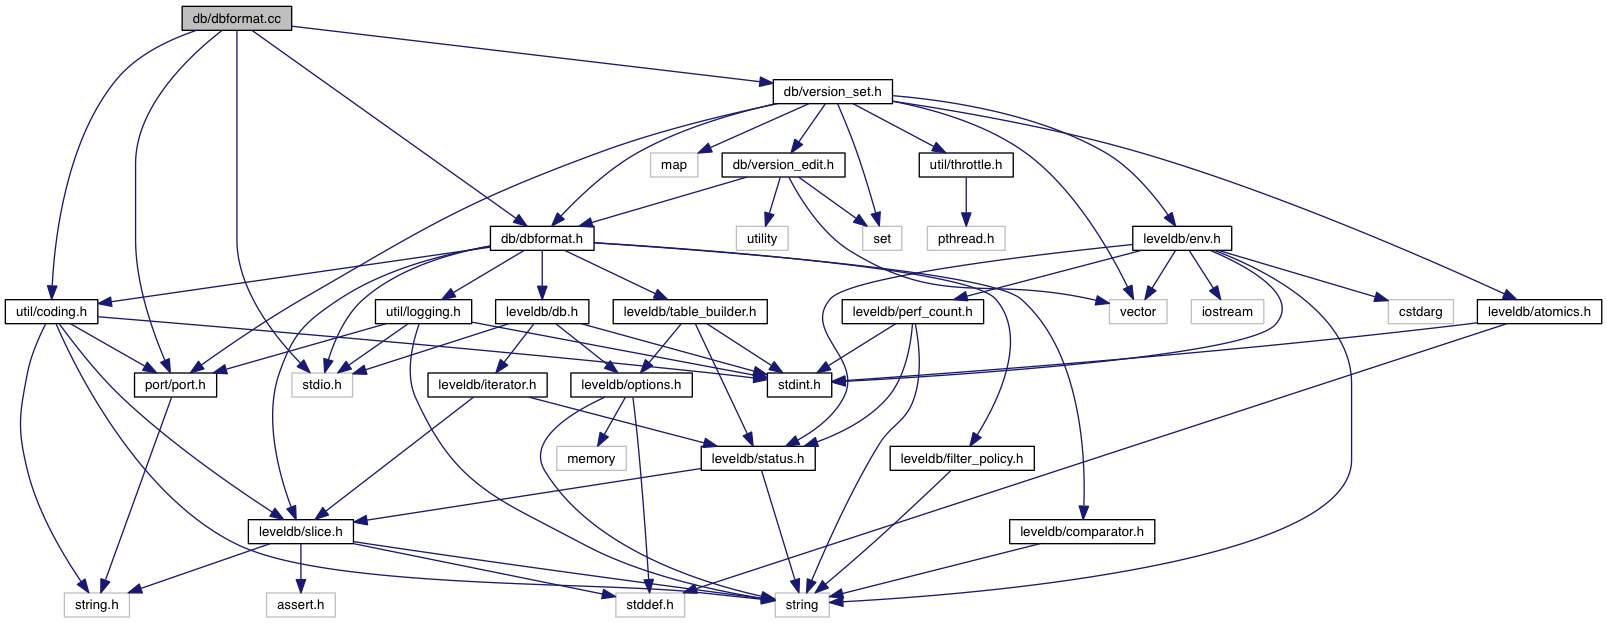 db/dbformat.cc
db/version_set.h
map
db/version_edit.h
util/throttle.h
db/dbformat.h
utility
set
pthread.h
leveldb/env.h
util/coding.h
util/logging.h
leveldb/db.h
leveldb/table_builder.h
leveldb/perf_count.h
vector
iostream
cstdarg
leveldb/atomics.h
port/port.h
stdio.h
leveldb/iterator.h
leveldb/options.h
stdint.h
memory
leveldb/status.h
leveldb/filter_policy.h
leveldb/slice.h
leveldb/comparator.h
string.h
assert.h
stddef.h
string